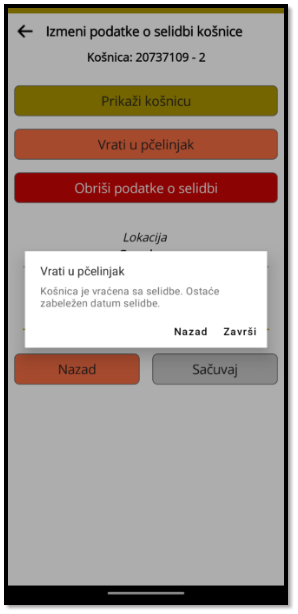 Izmeni podatke o selidbi košnice
Košnica: 20737109 - 2
Prikaži košnicu
Vrati u pčelinjak
Obriši podatke o selidbi
Lokacija
Vrati u pčelinjak
Košnica je vraćena sa selidbe. Ostaće
zabeležen datum selidbe.
Nazad Završi
Nazad Sačuvaj